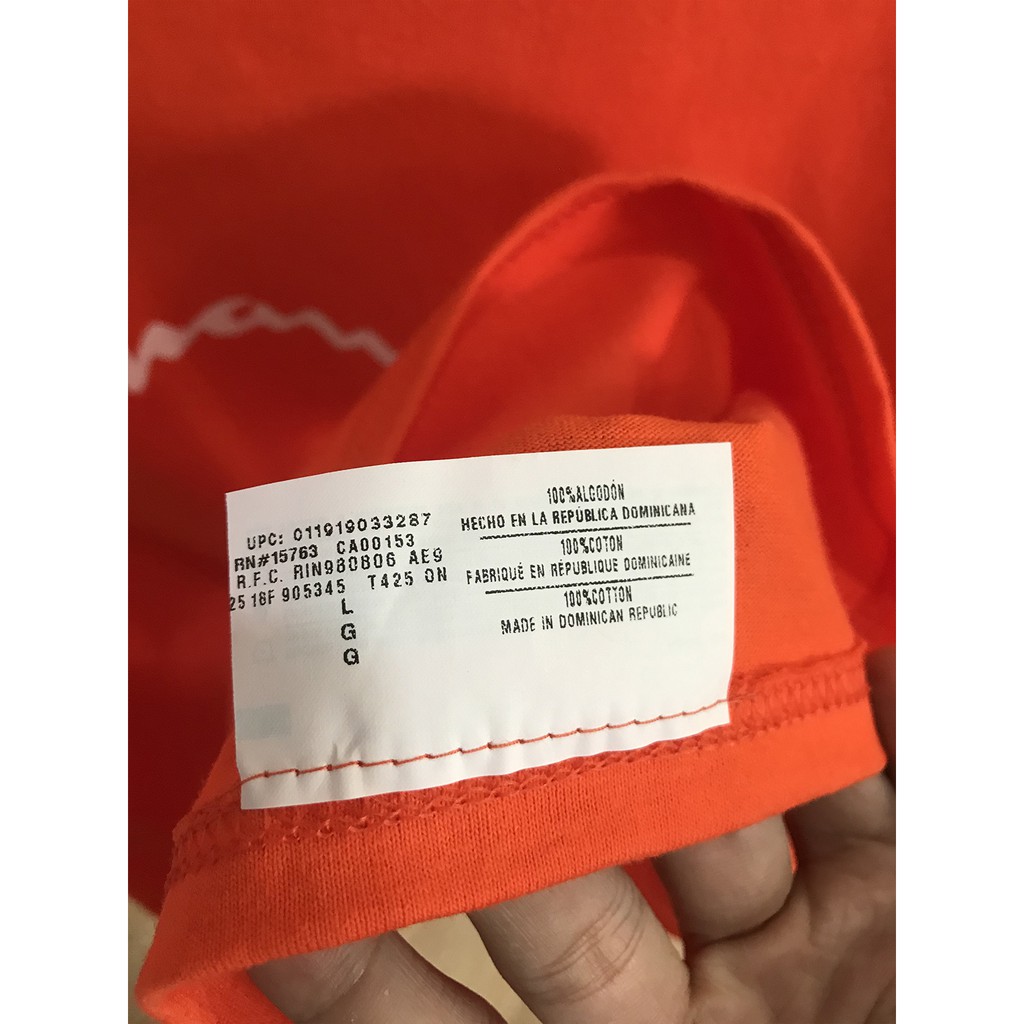 UPC: 011919033287
RN#15763 CA00153
R.F.C. RIN980806 AE9
25 18F 905345 T425 ON
L
G
G
100%ALGODÓN
HECHO EN LA REPÚBLICA DOMINICANA
100%COTON
FABRIQUÉ EN RÉPUBLIQUE DOMINICAINE
100%COTTON
MADE IN DOMINICAN REPUBLIC